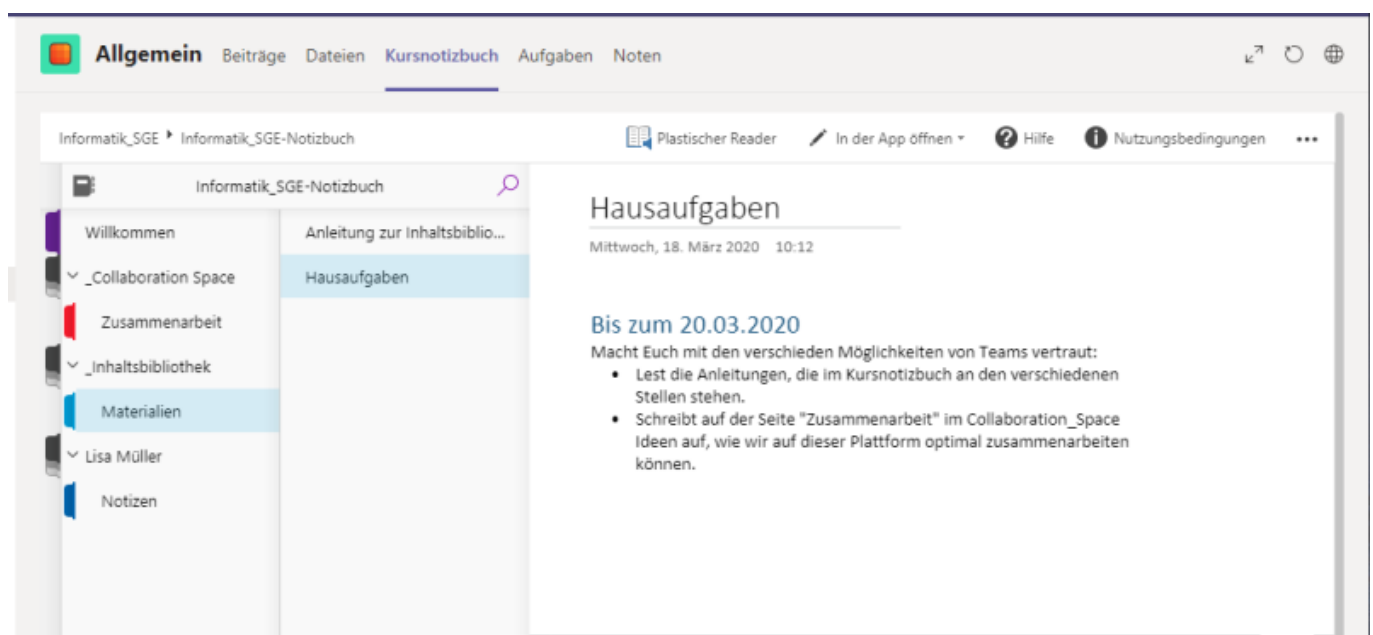 Allgemein Beiträge Dateien Kursnotizbuch Aufgaben Noten
Informatik_SGE Informatik_SGE-Notizbuch
Plastischer Reader In der App öffnen Hilfe Nutzungsbedingungen
Informatik_SGE-Notizbuch
Willkommen
_Collaboration Space
Zusammenarbeit
_Inhaltsbibliothek
Materialien
Lisa Müller
Notizen
Anleitung zur Inhaltsbiblio...
Hausaufgaben
Hausaufgaben
Mittwoch, 18. März 2020 10:12
Bis zum 20.03.2020
Macht Euch mit den verschieden Möglichkeiten von Teams vertraut:
• Lest die Anleitungen, die im Kursnotizbuch an den verschiedenen
Stellen stehen.
• Schreibt auf der Seite "Zusammenarbeit" im Collaboration_Space
Ideen auf, wie wir auf dieser Plattform optimal zusammenarbeiten
können.